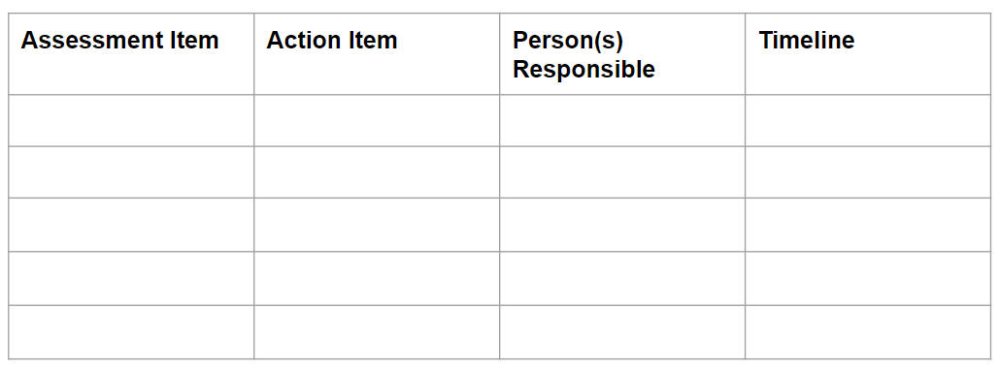 Assessment Item
Action Item
Person(s)
Responsible
Timeline